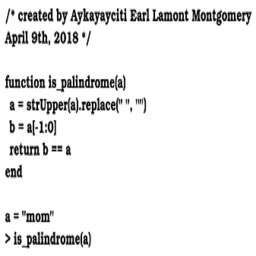 /* created by Aykayayciti Earl Lamont Montgomery
April 9th, 2018 */
function is_palindrome(a)
a = strUpper(a).replace(" ", "")
b = a[-1:0]
return b == a
end
a = "mom"
> is_palindrome(a)